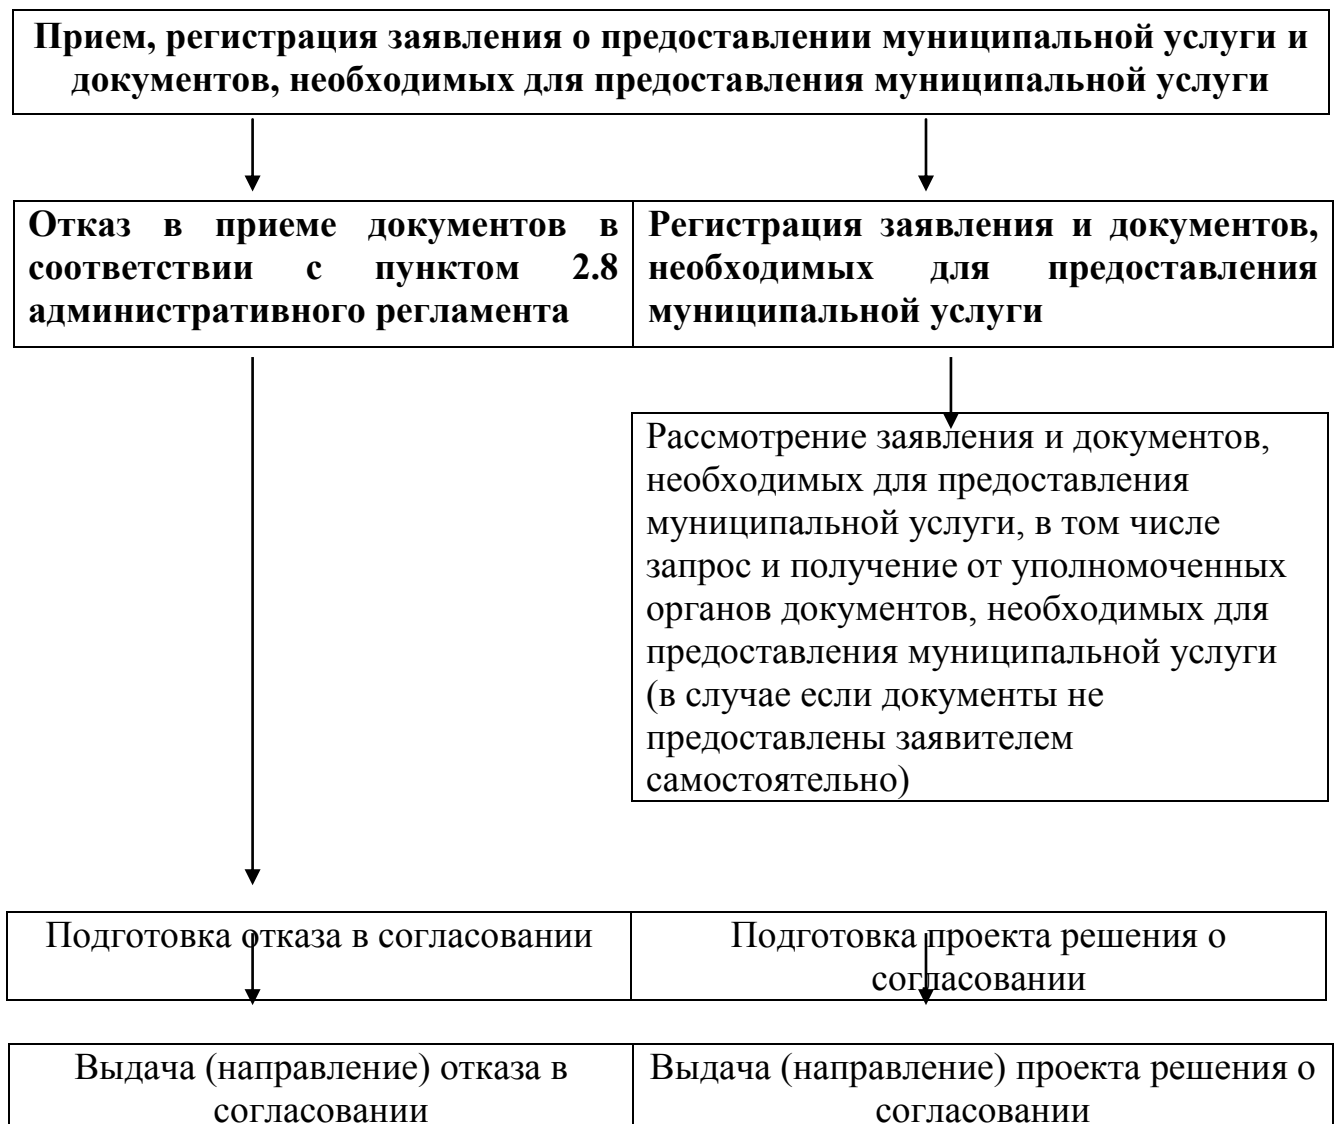 Прием, регистрация заявления о предоставлении муниципальной услуги и
документов, необходимых для предоставления муниципальной услуги
Отказ в приеме документов в
соответствии с пунктом 2.8
административного регламента
Регистрация заявления и документов,
необходимых для предоставления
муниципальной услуги
Рассмотрение заявления и документов,
необходимых для предоставления
муниципальной услуги, в том числе
запрос и получение от уполномоченных
органов документов, необходимых для
предоставления муниципальной услуги
(в случае если документы не
предоставлены заявителем
самостоятельно)
Подготовка отказа в согласовании
Подготовка проекта решения о
согласовании
Выдача (направление) отказа в
согласовании
Выдача (направление) проекта решения о
согласовании